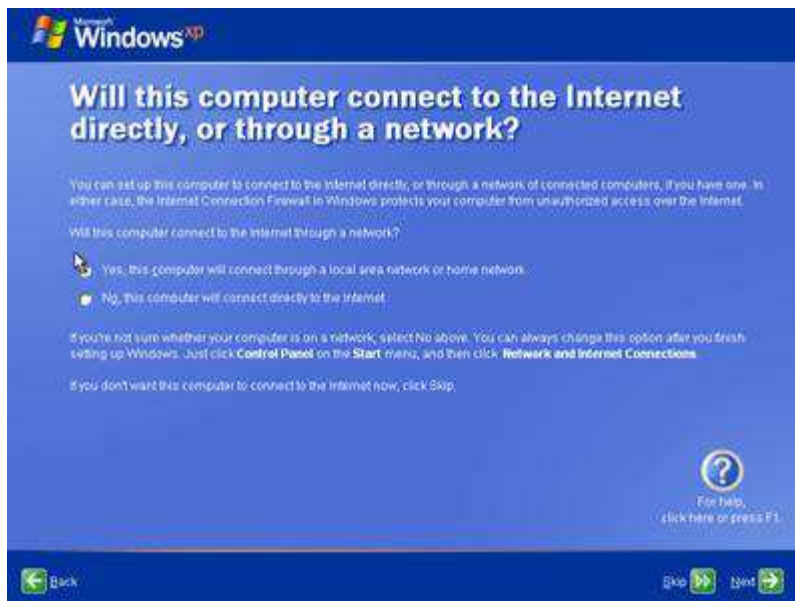 Microsoft
Windows xp
Will this computer connect to the Internet
directly, or through a network?
You can set up this computer to connect to the Internet directly, or through a network of connected computers, if you have one. In
either case, the Internet Connection Firewall in Windows protects your computer from unauthorized access over the Internet.
Will this computer connect to the Internet through a network?
Yes, this computer will connect through a local area network or home network.
No, this computer will connect directly to the Internet.
If you're not sure whether your computer is on a network, select No above. You can always change this option after you finish
setting up Windows. Just click Control Panel on the Start menu, and then click Network and Internet Connections.
If you don't want this computer to connect to the Internet now, click Skip.
For help,
click here or press F1.
Back
Skip
Next